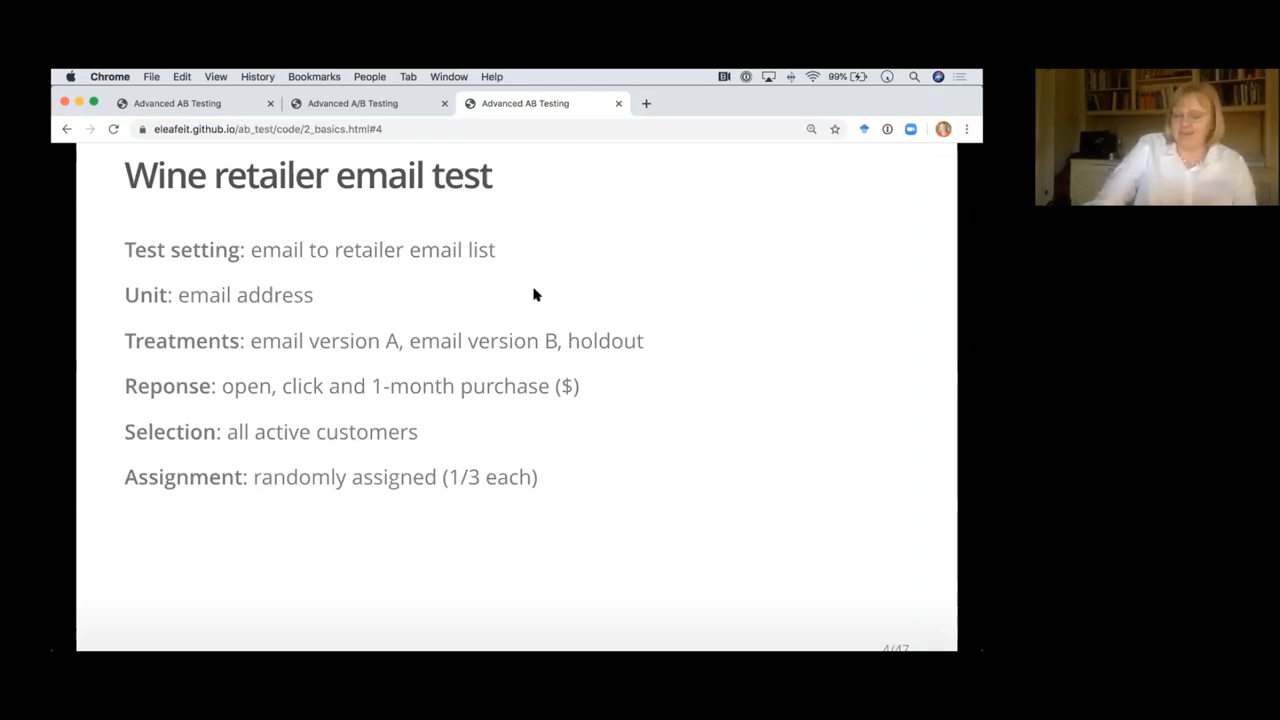 Chrome File Edit View History Bookmarks People Tab Window Help 99%
Advanced AB Testing Advanced A/B Testing Advanced AB Testing
eleafeit.github.io/ab_test/code/2_basics.html#4
Wine retailer email test
Test setting: email to retailer email list
Unit: email address
Treatments: email version A, email version B, holdout
Reponse: open, click and 1-month purchase ($)
Selection: all active customers
Assignment: randomly assigned (1/3 each)
4/47